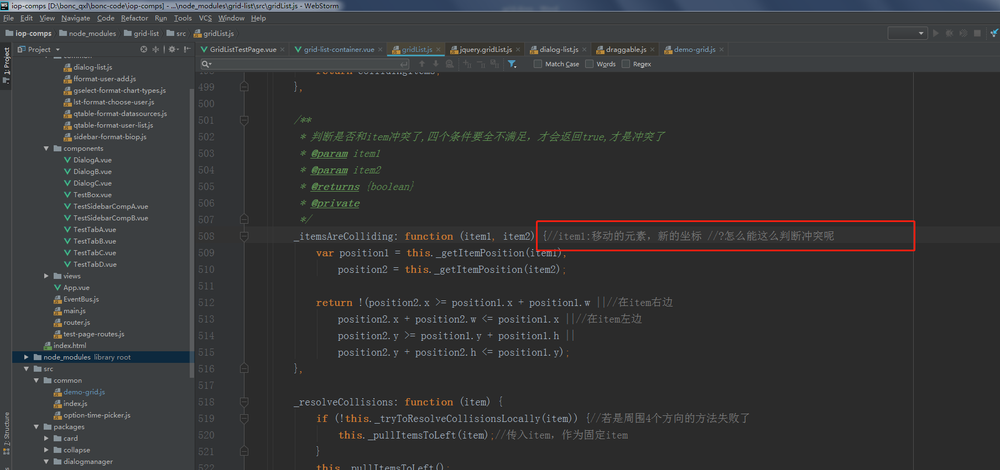 iop-comps [D:\bonc_qxl\bonc-code\iop-comps] - ...\node_modules\grid-list\src\gridList.js - WebStorm
File Edit View Navigate Code Refactor Run Tools VCS Window Help
iop-comps node_modules grid-list src gridList.js
Project
GridListTestPage.vue grid-list-container.vue gridList.js jquery.gridList.js dialog-list.js draggable.js demo-grid.js
Match Case Words Regex
1: Project
7: Structure
common
dialog-list.js
fformat-user-add.js
gselect-format-chart-types.js
lst-format-choose-user.js
qtable-format-datasources.js
qtable-format-user-list.js
sidebar-format-biop.js
components
DialogA.vue
DialogB.vue
DialogC.vue
TestBox.vue
TestSidebarCompA.vue
TestSidebarCompB.vue
TestTabA.vue
TestTabB.vue
TestTabC.vue
TestTabD.vue
views
App.vue
EventBus.js
main.js
router.js
test-page-routes.js
index.html
node_modules library root
src
common
demo-grid.js
index.js
option-time-picker.js
packages
card
collapse
dialogmanager
return collidingItems;
499 },
500
501 /**
502 * 判断是否和item冲突了,四个条件要全不满足，才会返回true,才是冲突了
503 * @param item1
504 * @param item2
505 * @returns {boolean}
506 * @private
507 */
508 _itemsAreColliding: function (item1, item2) {//item1:移动的元素，新的坐标 //?怎么能这么判断冲突呢
509 var position1 = this._getItemPosition(item1),
510 position2 = this._getItemPosition(item2);
511
512 return !(position2.x >= position1.x + position1.w ||//在item右边
513 position2.x + position2.w <= position1.x ||//在item左边
514 position2.y >= position1.y + position1.h ||
515 position2.y + position2.h <= position1.y);
516 },
517
518 _resolveCollisions: function (item) {
519 if (!this._tryToResolveCollisionsLocally(item)) {//若是周围4个方向的方法失败了
520 this._pullItemsToLeft(item);//传入item，作为固定item
521 }
522 this._pullItemsToLeft();